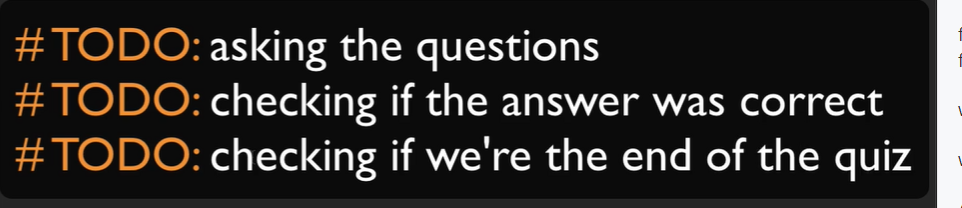 # TODO: asking the questions
# TODO: checking if the answer was correct
# TODO: checking if we're the end of the quiz